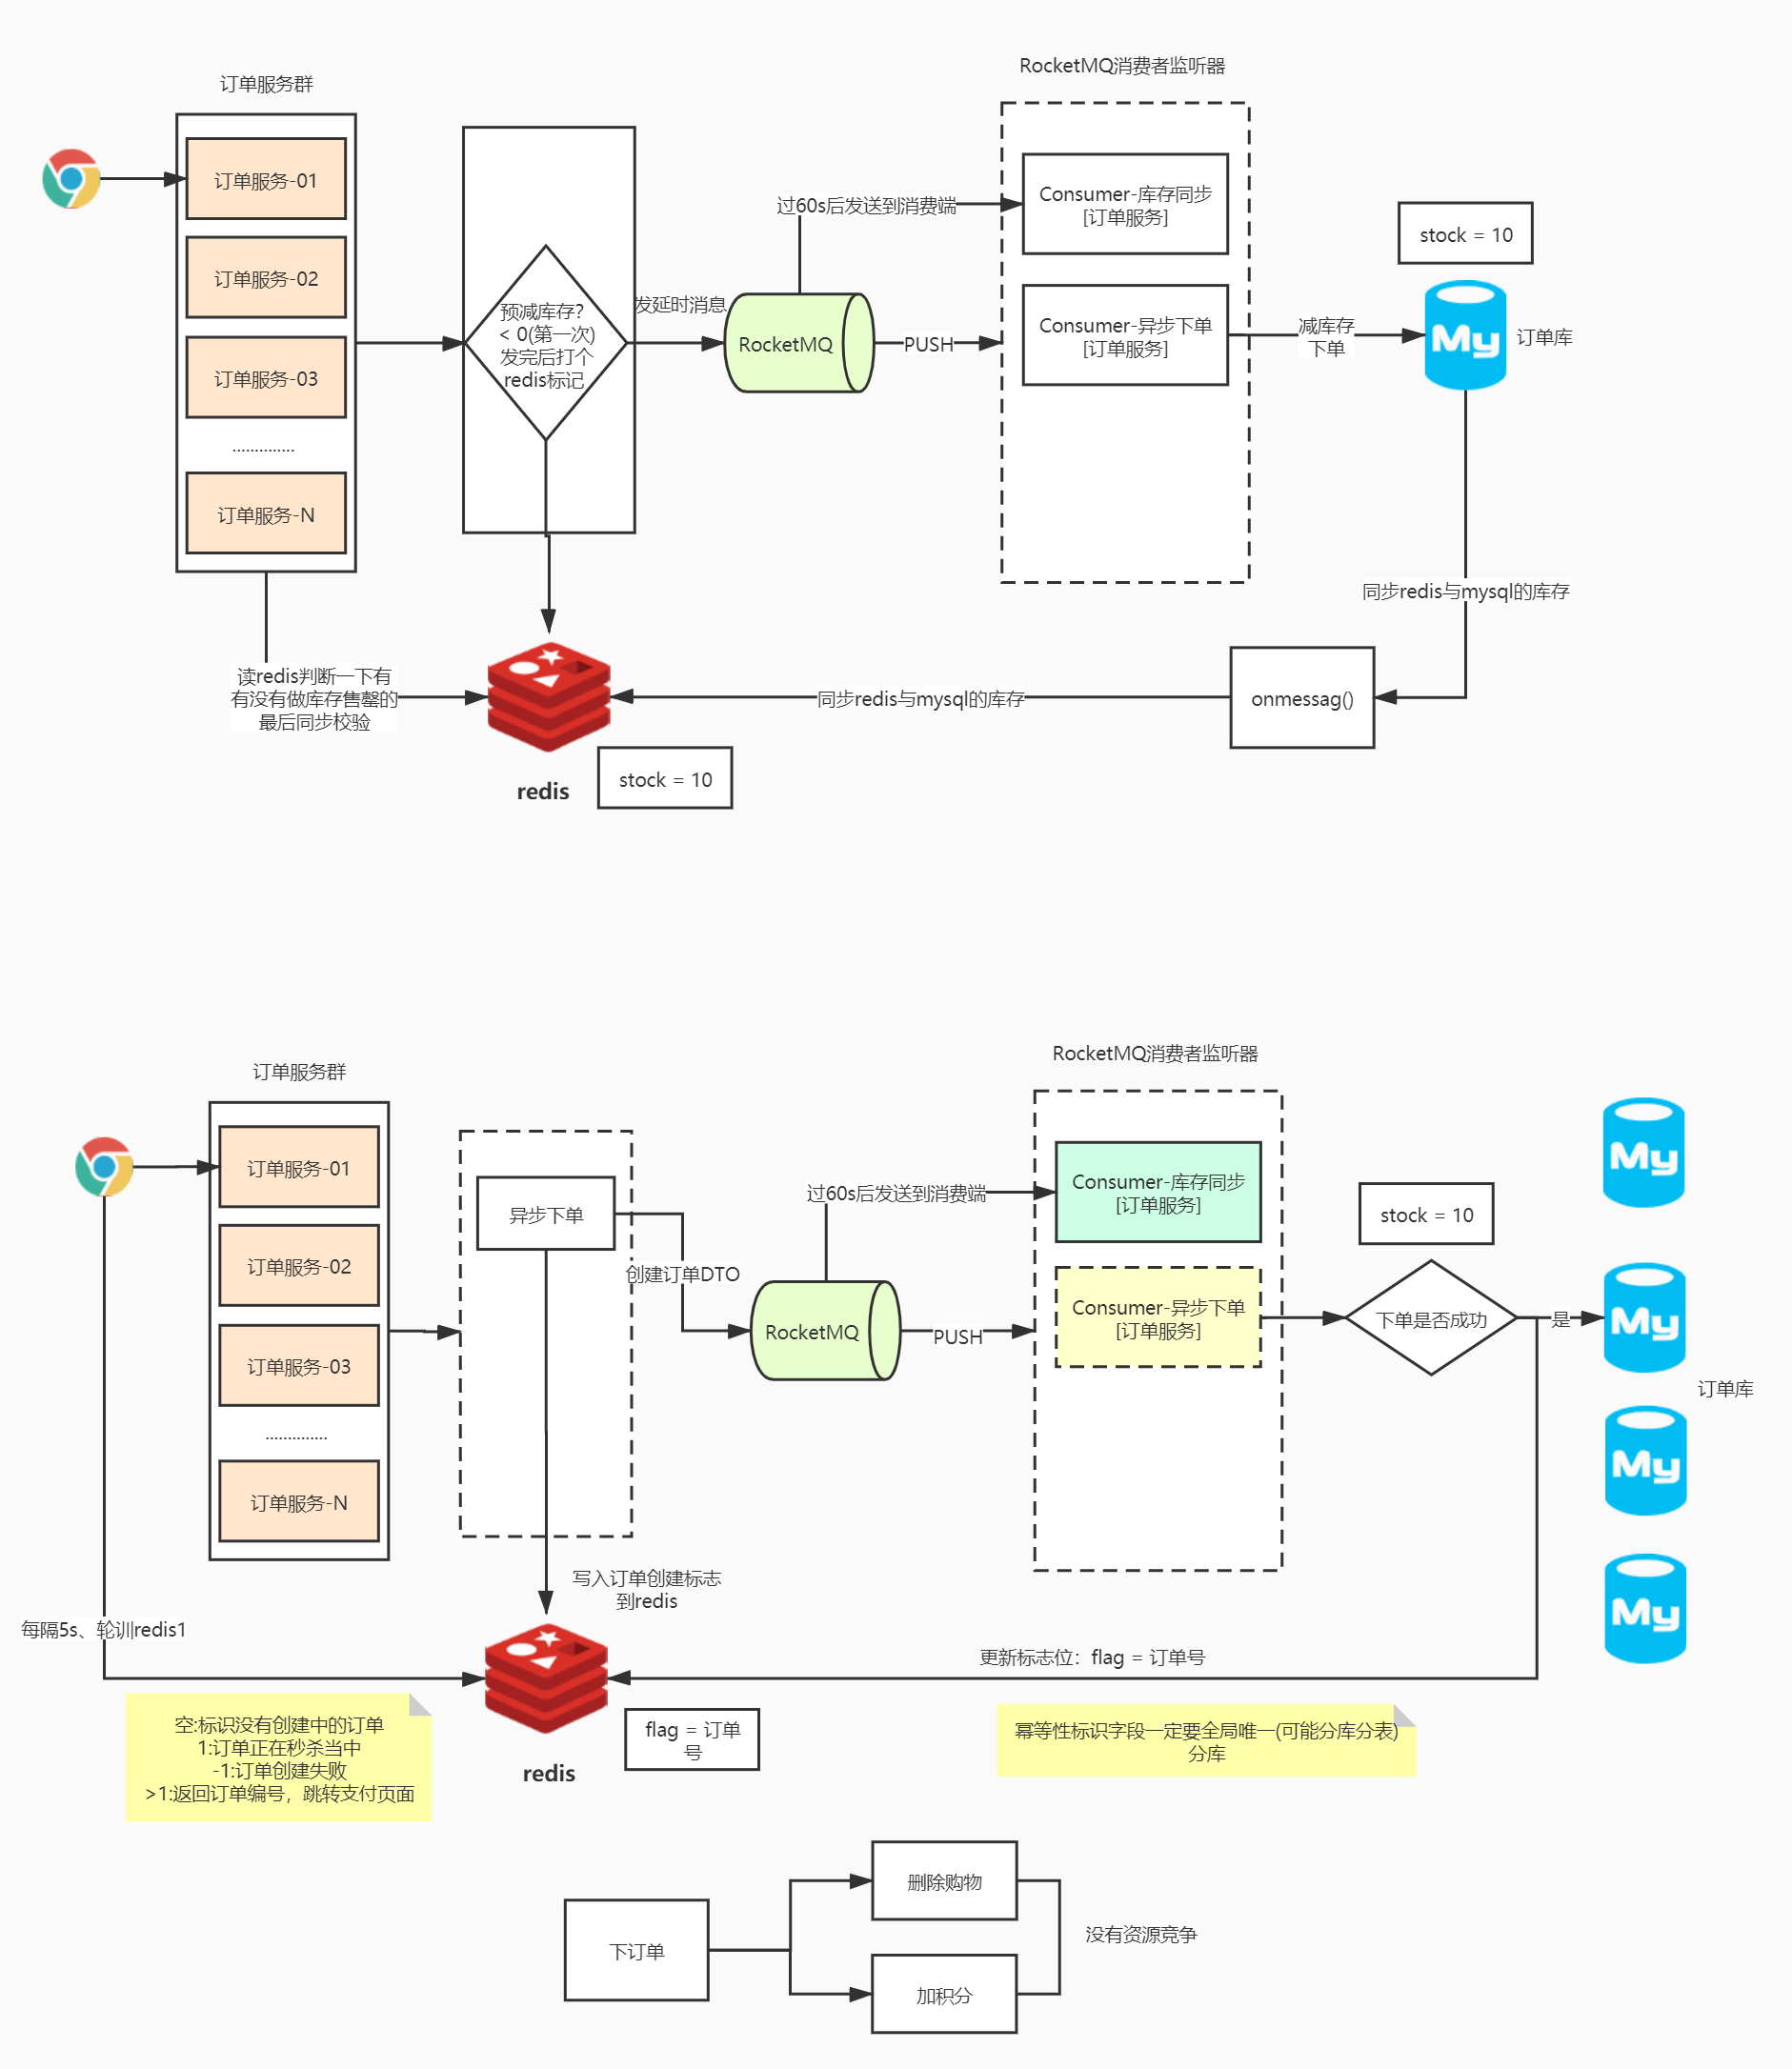 订单服务群
订单服务-01
订单服务-02
订单服务-03
..............
订单服务-N
预减库存?
< 0(第一次)
发完后打个
redis标记
发延时消息
RocketMQ
过60s后发送到消费端
PUSH
RocketMQ消费者监听器
Consumer-库存同步
[订单服务]
Consumer-异步下单
[订单服务]
减库存
下单
stock = 10
My
订单库
同步redis与mysql的库存
onmessag()
同步redis与mysql的库存
读redis判断一下有
有没有做库存售罄的
最后同步校验
redis
stock = 10
订单服务群
订单服务-01
订单服务-02
订单服务-03
..............
订单服务-N
异步下单
创建订单DTO
RocketMQ
过60s后发送到消费端
PUSH
RocketMQ消费者监听器
Consumer-库存同步
[订单服务]
Consumer-异步下单
[订单服务]
stock = 10
下单是否成功
是
My
My
My
My
订单库
写入订单创建标志
到redis
每隔5s、轮训redis1
更新标志位：flag = 订单号
redis
flag = 订单
号
空:标识没有创建中的订单
1:订单正在秒杀当中
-1:订单创建失败
>1:返回订单编号，跳转支付页面
幂等性标识字段一定要全局唯一(可能分库分表)
分库
下订单
删除购物
加积分
没有资源竞争